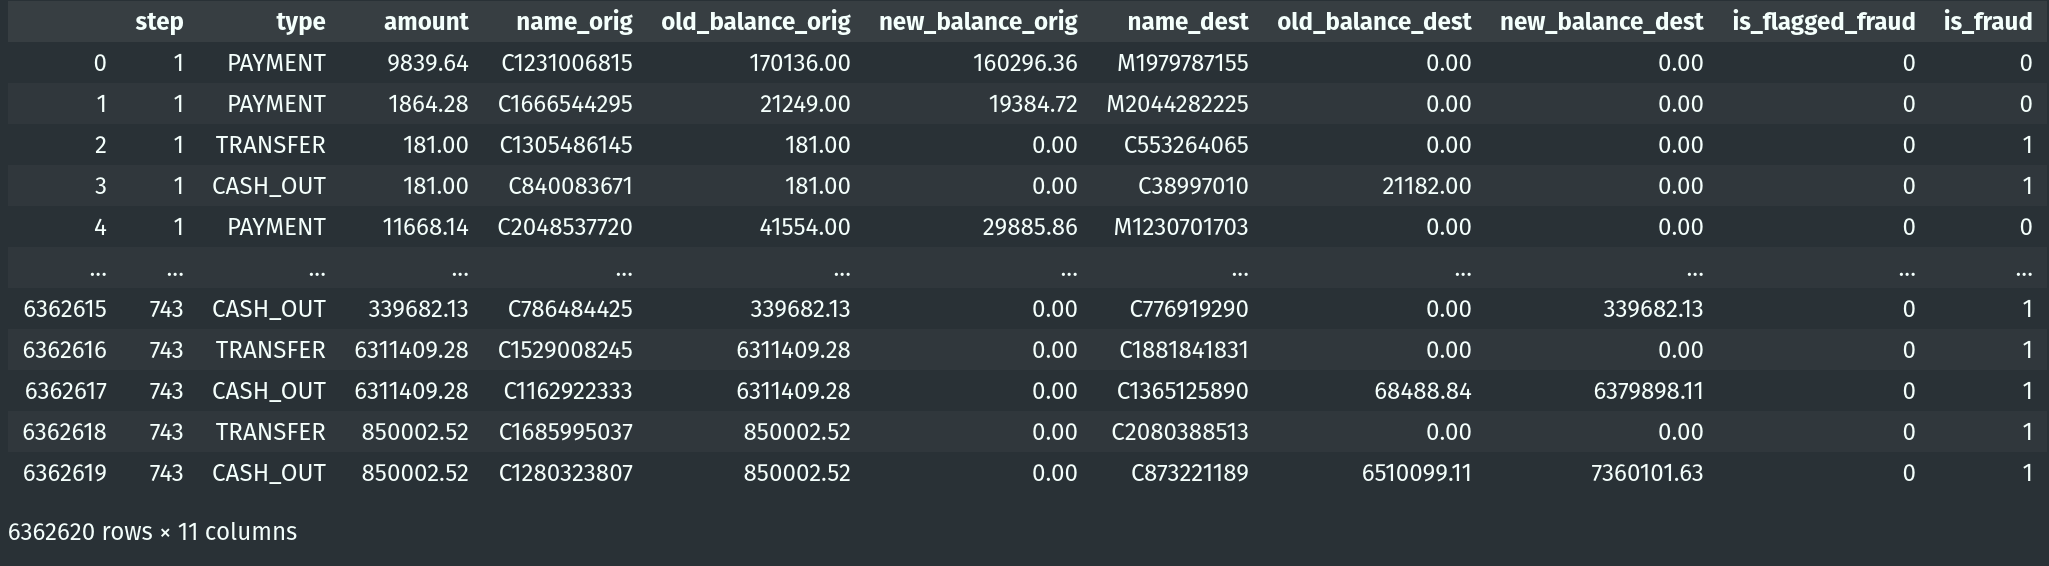 step type amount name_orig old_balance_orig new_balance_orig name_dest old_balance_dest new_balance_dest is_flagged_fraud is_fraud
0 1 PAYMENT 9839.64 C1231006815 170136.00 160296.36 M1979787155 0.00 0.00 0 0
1 1 PAYMENT 1864.28 C1666544295 21249.00 19384.72 M2044282225 0.00 0.00 0 0
2 1 TRANSFER 181.00 C1305486145 181.00 0.00 C553264065 0.00 0.00 0 1
3 1 CASH_OUT 181.00 C840083671 181.00 0.00 C38997010 21182.00 0.00 0 1
4 1 PAYMENT 11668.14 C2048537720 41554.00 29885.86 M1230701703 0.00 0.00 0 0
... ... ... ... ... ... ... ... ... ... ... ...
6362615 743 CASH_OUT 339682.13 C786484425 339682.13 0.00 C776919290 0.00 339682.13 0 1
6362616 743 TRANSFER 6311409.28 C1529008245 6311409.28 0.00 C1881841831 0.00 0.00 0 1
6362617 743 CASH_OUT 6311409.28 C1162922333 6311409.28 0.00 C1365125890 68488.84 6379898.11 0 1
6362618 743 TRANSFER 850002.52 C1685995037 850002.52 0.00 C2080388513 0.00 0.00 0 1
6362619 743 CASH_OUT 850002.52 C1280323807 850002.52 0.00 C873221189 6510099.11 7360101.63 0 1
6362620 rows × 11 columns